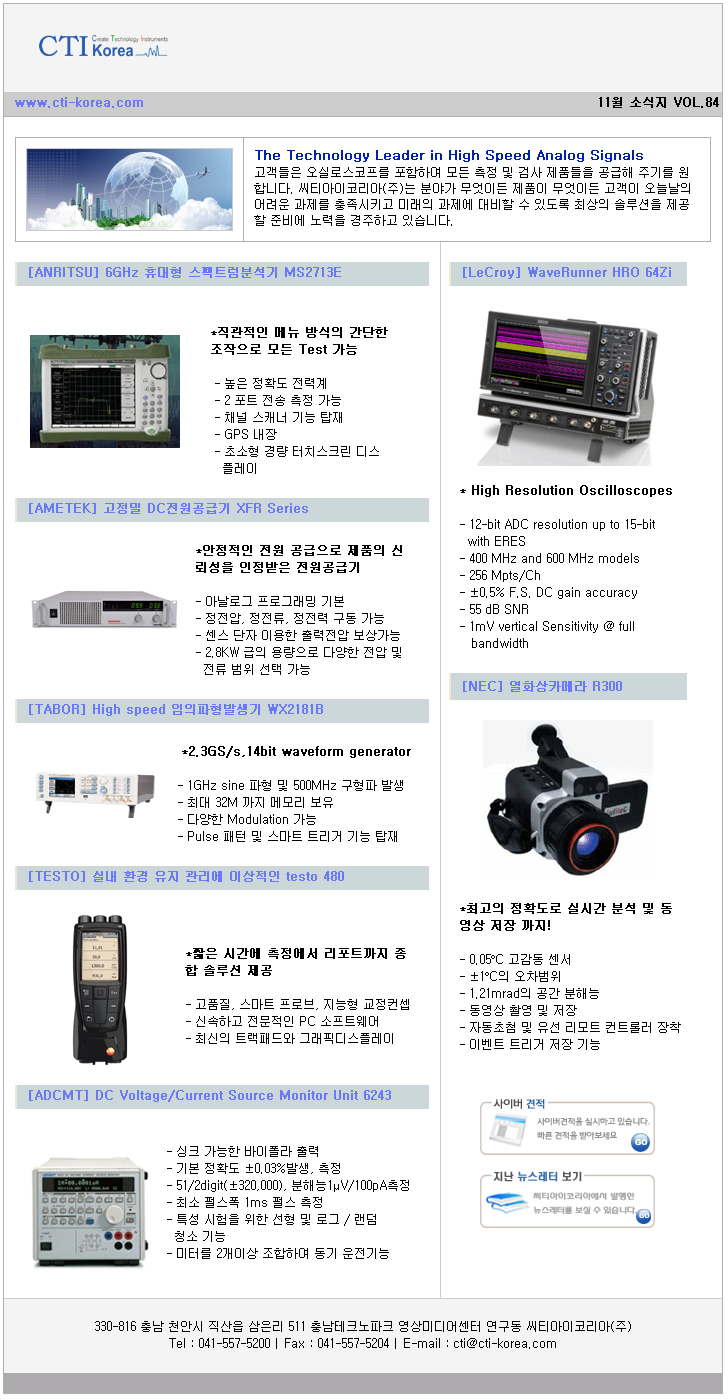 CTI Create Technology Instruments
Korea
www.cti-korea.com
11월 소식지 VOL.84
The Technology Leader in High Speed Analog Signals
고객들은 오실로스코프를 포함하여 모든 측정 및 검사 제품들을 공급해 주기를 원
합니다. 씨티아이코리아(주)는 분야가 무엇이든 제품이 무엇이든 고객이 오늘날의
어려운 과제를 충족시키고 미래의 과제에 대비할 수 있도록 최상의 솔루션을 제공
할 준비에 노력을 경주하고 있습니다.
[ANRITSU] 6GHz 휴대형 스펙트럼분석기 MS2713E
*직관적인 메뉴 방식의 간단한
조작으로 모든 Test 가능
- 높은 정확도 전력계
- 2 포트 전송 측정 가능
- 채널 스캐너 기능 탑재
- GPS 내장
- 초소형 경량 터치스크린 디스
플레이
[AMETEK] 고정밀 DC전원공급기 XFR Series
*안정적인 전원 공급으로 제품의 신
뢰성을 인정받은 전원공급기
- 아날로그 프로그래밍 기본
- 정전압, 정전류, 정전력 구동 가능
- 센스 단자 이용한 출력전압 보상가능
- 2.8KW 급의 용량으로 다양한 전압 및
전류 범위 선택 가능
[TABOR] High speed 임의파형발생기 WX2181B
*2.3GS/s,14bit waveform generator
- 1GHz sine 파형 및 500MHz 구형파 발생
- 최대 32M 까지 메모리 보유
- 다양한 Modulation 가능
- Pulse 패턴 및 스마트 트리거 기능 탑재
[TESTO] 실내 환경 유지 관리에 이상적인 testo 480
*짧은 시간에 측정에서 리포트까지 종
합 솔루션 제공
- 고품질, 스마트 프로브, 지능형 교정컨셉
- 신속하고 전문적인 PC 소프트웨어
- 최신의 트랙패드와 그래픽디스플레이
[ADCMT] DC Voltage/Current Source Monitor Unit 6243
- 싱크 가능한 바이폴라 출력
- 기본 정확도 ±0.03%발생, 측정
- 51/2digit(±320,000), 분해능1μV/100pA측정
- 최소 펄스폭 1ms 펄스 측정
- 특성 시험을 위한 선형 및 로그 / 랜덤
청소 기능
- 미터를 2개이상 조합하여 동기 운전기능
[LeCroy] WaveRunner HRO 64Zi
* High Resolution Oscilloscopes
- 12-bit ADC resolution up to 15-bit
with ERES
- 400 MHz and 600 MHz models
- 256 Mpts/Ch
- ±0.5% F.S. DC gain accuracy
- 55 dB SNR
- 1mV vertical Sensitivity @ full
bandwidth
[NEC] 열화상카메라 R300
*최고의 정확도로 실시간 분석 및 동
영상 저장 까지!
- 0.05℃ 고감동 센서
- ±1℃의 오차범위
- 1.21mrad의 공간 분해능
- 동영상 촬영 및 저장
- 자동초첨 및 유선 리모트 컨트롤러 장착
- 이벤트 트리거 저장 기능
사이버 견적
사이버견적을 실시하고 있습니다.
빠른 견적을 받아보세요
GO
지난 뉴스레터 보기
씨티아이코리아에서 발행한
뉴스레터를 보실 수 있습니다.
GO
330-816 충남 천안시 직산읍 삼은리 511 충남테크노파크 영상미디어센터 연구동 씨티아이코리아(주)
Tel : 041-557-5200 | Fax : 041-557-5204 | E-mail : cti@cti-korea.com